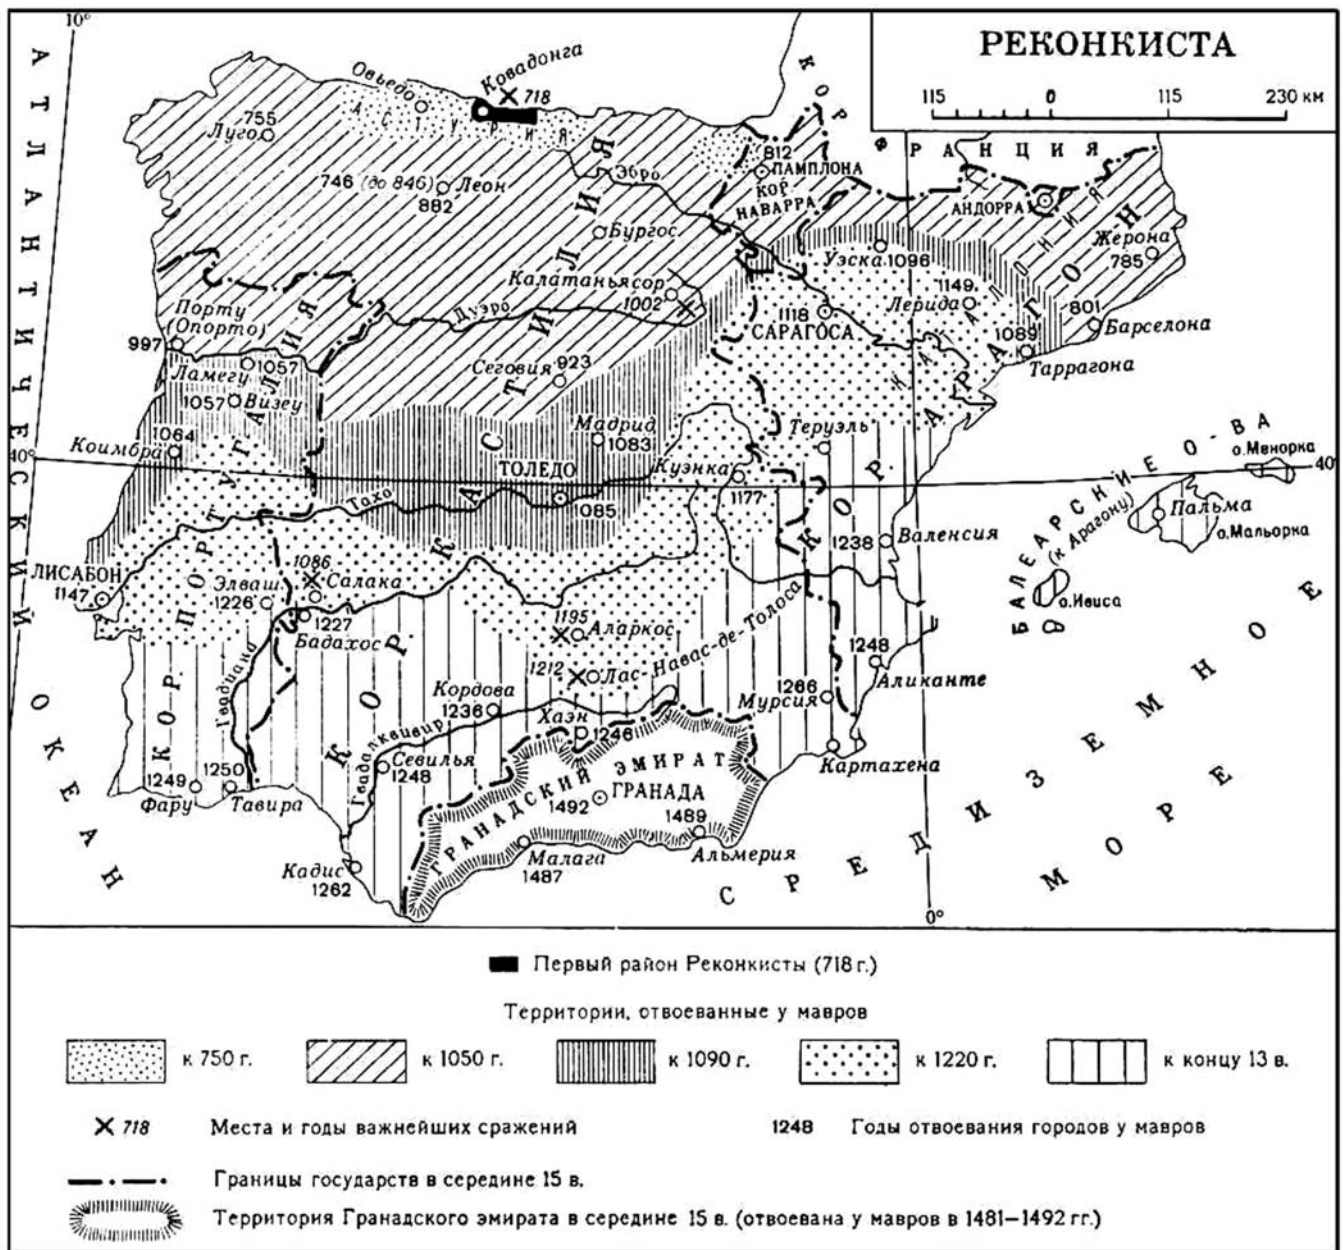 РЕКОНКИСТА
115 0 115 230 км
10°
АТЛАНТИЧЕСКИЙ ОКЕАН
КОР. ФРАНЦИЯ
Ковадонга
718
Овьедо
АСТУРИЯ
755
Луго
746 (до 846)
882
Леон
Эбро
812
ПАМПЛОНА
КОР.
НАВАРРА
АНДОРРА
Жерона
785
Бургос
Уэска 1096
Калатаньясор
1002
1149
Лерида
КАТАЛОНИЯ
801
Барселона
Дуэро
1118
САРАГОСА
1089
Таррагона
Порту
(Опорто)
997
1057
Ламегу
1057
Визеу
Сеговия
923
1064
Коимбра
Мадрид
1083
ТОЛЕДО
1085
Тахо
Куэнка
1177
Теруэль
КОР. АРАГОН
КОР. КАСТИЛИЯ
КОР. ПОРТУГАЛИЯ
40°
40°
БАЛЕАРСКИЕ О-ВА
(к Арагону)
о.Менорка
Пальма
о.Мальорка
о.Ивиса
1238
Валенсия
ЛИСАБОН
1147
1086
Салака
Элваш
1226
1227
Бадахос
Гвадиана
1195
Аларкос
1212
Лас-Навас-де-Толоса
1248
Аликанте
1266
Мурсия
Кордова
1236
Хаэн
1246
Гвадалквивир
Севилья
1248
Картахена
1249
Фару
1250
Тавира
ГРАНАДСКИЙ ЭМИРАТ
1492
ГРАНАДА
1489
Альмерия
Малага
1487
Кадис
1262
СРЕДИЗЕМНОЕ
МОРЕ
0°
Первый район Реконкисты (718 г.)
Территории, отвоеванные у мавров
к 750 г. к 1050 г. к 1090 г. к 1220 г. к концу 13 в.
718 Места и годы важнейших сражений 1248 Годы отвоевания городов у мавров
Границы государств в середине 15 в.
Территория Гранадского эмирата в середине 15 в. (отвоевана у мавров в 1481—1492 гг.)